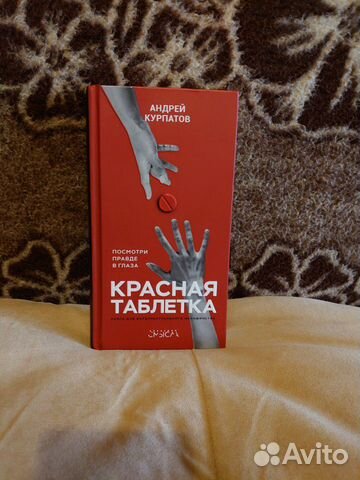 АНДРЕЙ
КУРПАТОВ
ПОСМОТРИ
ПРАВДЕ
В ГЛАЗА
КРАСНАЯ
ТАБЛЕТКА
Avito